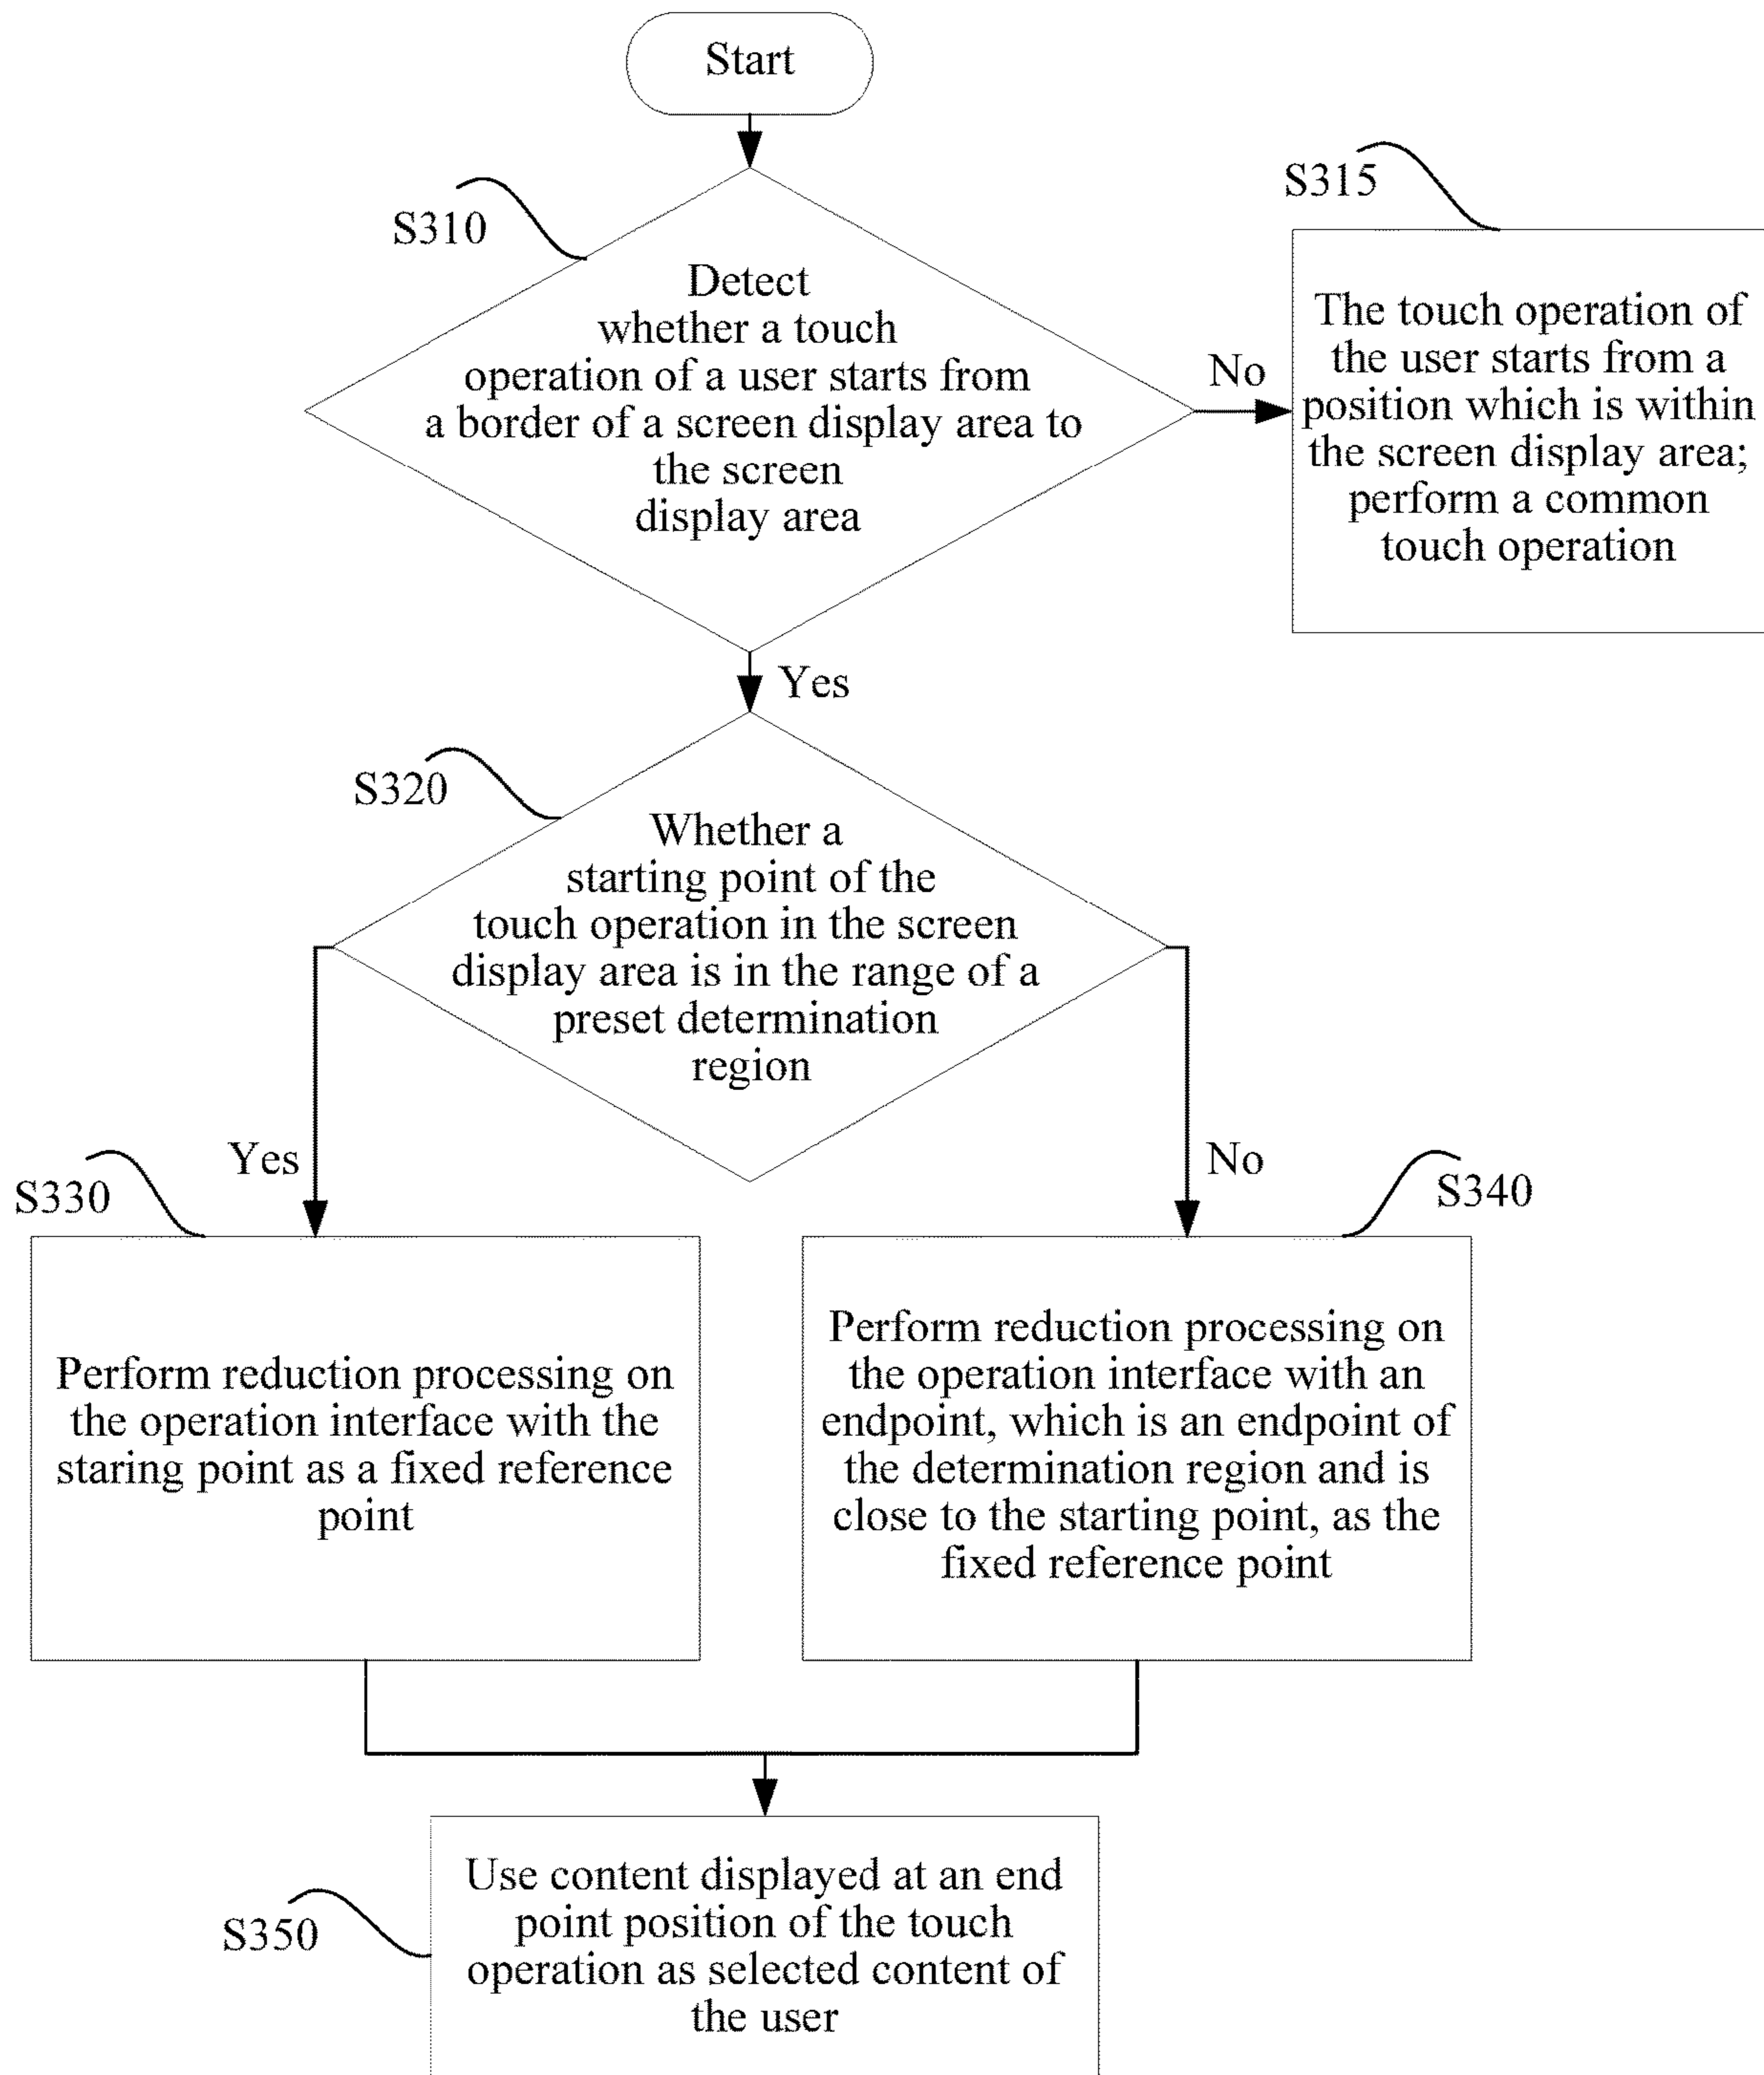 Start
S310
Detect
whether a touch
operation of a user starts from
a border of a screen display area to
the screen
display area
No
S315
The touch operation of
the user starts from a
position which is within
the screen display area;
perform a common
touch operation
Yes
S320
Whether a
starting point of the
touch operation in the screen
display area is in the range of a
preset determination
region
Yes
No
S330
Perform reduction processing on
the operation interface with the
staring point as a fixed reference
point
S340
Perform reduction processing on
the operation interface with an
endpoint, which is an endpoint of
the determination region and is
close to the starting point, as the
fixed reference point
S350
Use content displayed at an end
point position of the touch
operation as selected content of
the user